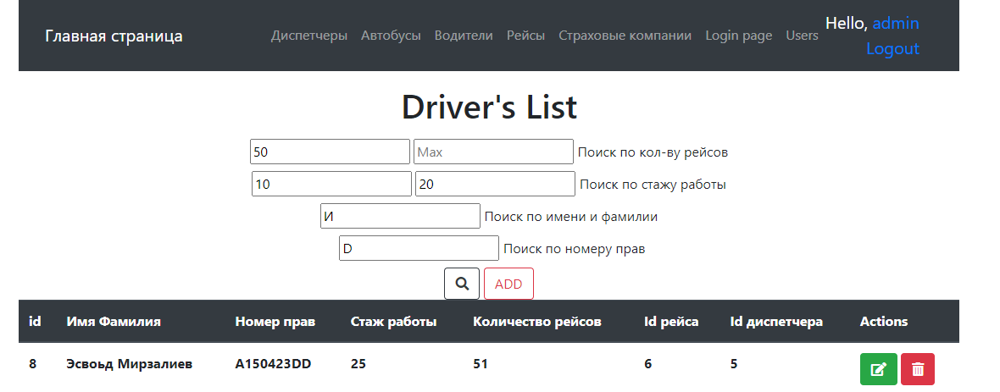 Главная страница Диспетчеры Автобусы Водители Рейсы Страховые компании Login page Users Hello, admin
Logout
Driver's List
50 Max Поиск по кол-ву рейсов
10 20 Поиск по стажу работы
И Поиск по имени и фамилии
D Поиск по номеру прав
ADD
id Имя Фамилия Номер прав Стаж работы Количество рейсов Id рейса Id диспетчера Actions
8 Эсвоьд Мирзалиев A150423DD 25 51 6 5